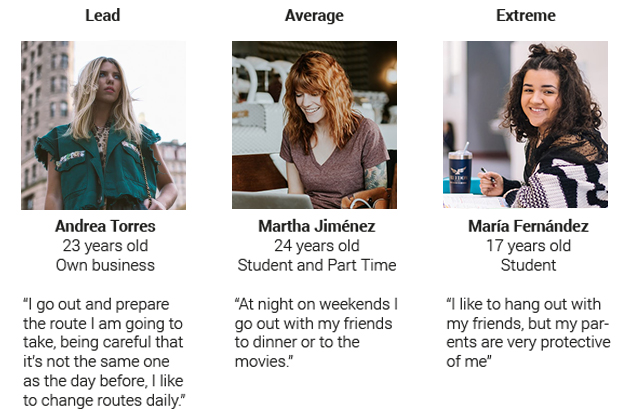 Lead
Average
Extreme
Andrea Torres
23 years old
Own business
“I go out and prepare
the route I am going to
take, being careful that
it’s not the same one
as the day before, I like
to change routes daily.”
Martha Jiménez
24 years old
Student and Part Time
“At night on weekends I
go out with my friends
to dinner or to the
movies.”
María Fernández
17 years old
Student
“I like to hang out with
my friends, but my par-
ents are very protective
of me”